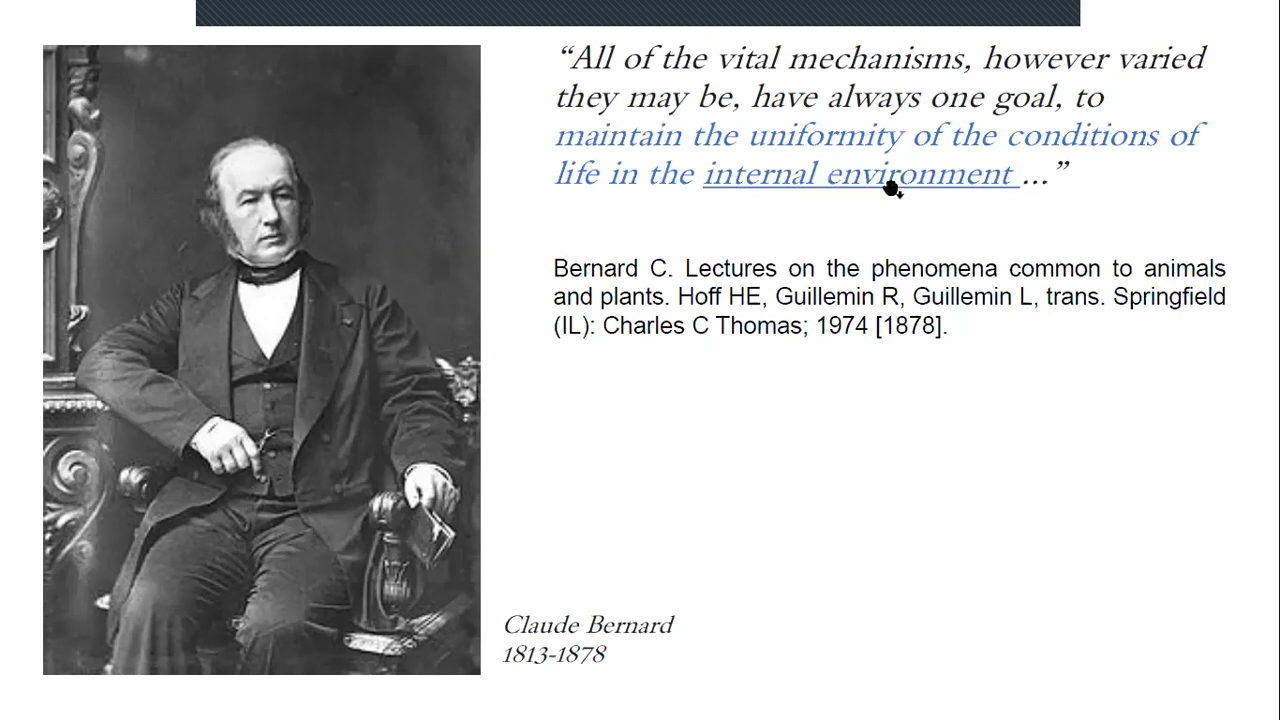 “All of the vital mechanisms, however varied
they may be, have always one goal, to
maintain the uniformity of the conditions of
life in the internal environment ...”
Bernard C. Lectures on the phenomena common to animals
and plants. Hoff HE, Guillemin R, Guillemin L, trans. Springfield
(IL): Charles C Thomas; 1974 [1878].
Claude Bernard
1813-1878